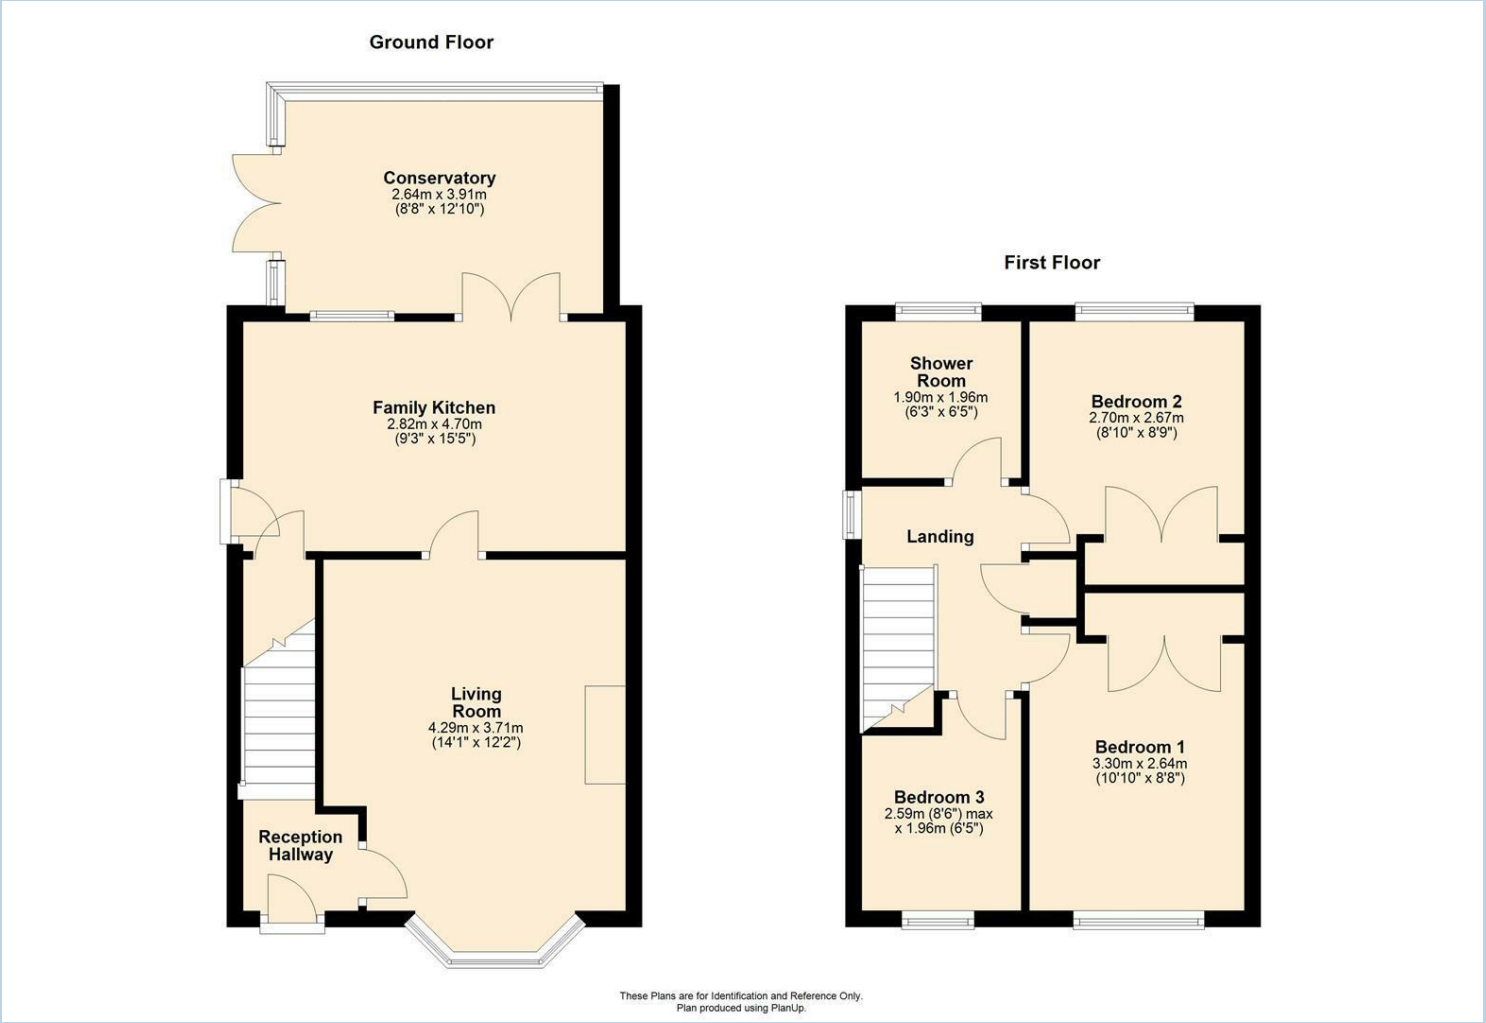 Ground Floor
Conservatory
2.64m x 3.91m
(8'8" x 12'10")
Family Kitchen
2.82m x 4.70m
(9'3" x 15'5")
Living
Room
4.29m x 3.71m
(14'1" x 12'2")
Reception
Hallway
First Floor
Shower
Room
1.90m x 1.96m
(6'3" x 6'5")
Bedroom 2
2.70m x 2.67m
(8'10" x 8'9")
Landing
Bedroom 1
3.30m x 2.64m
(10'10" x 8'8")
Bedroom 3
2.59m (8'6") max
x 1.96m (6'5")
These Plans are for Identification and Reference Only.
Plan produced using PlanUp.